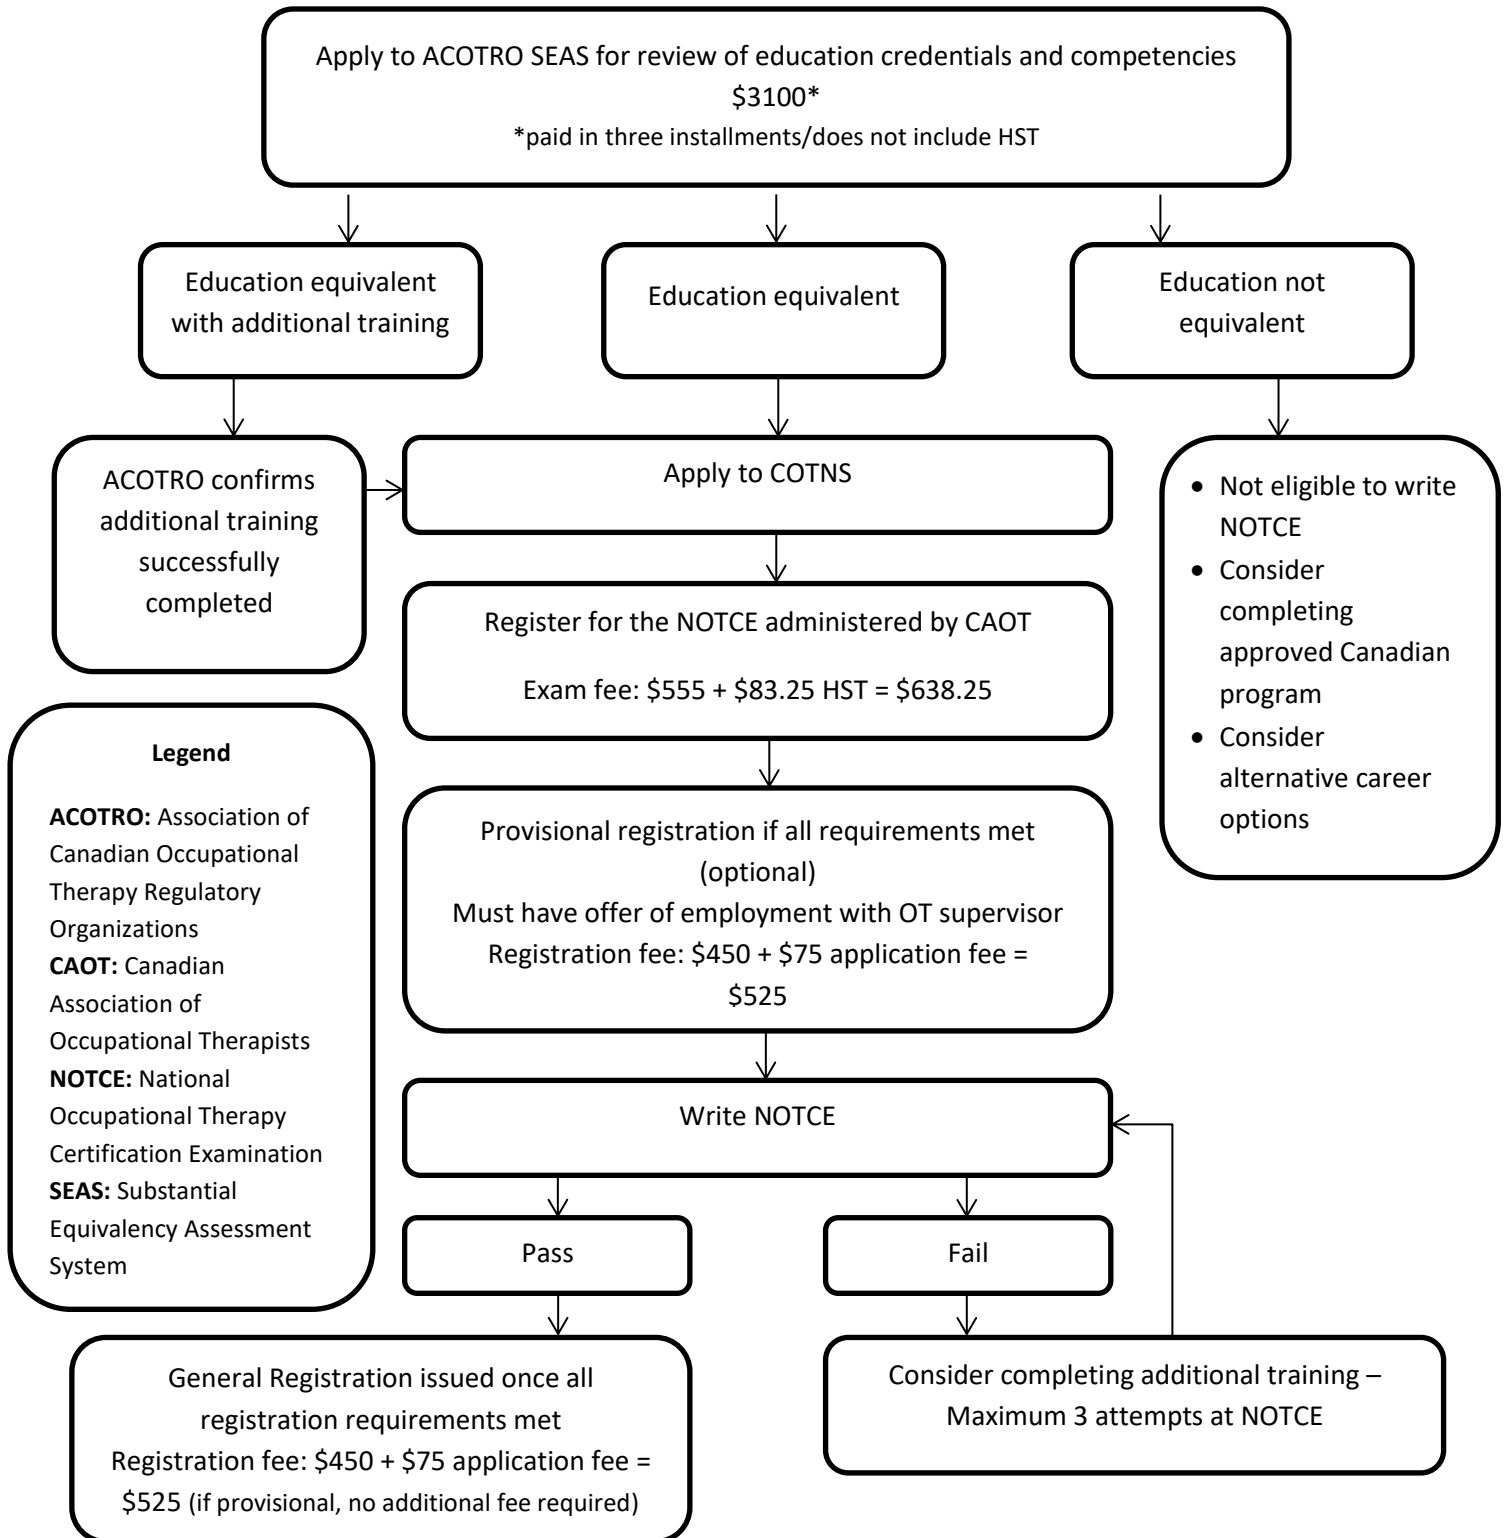 Apply to ACOTRO SEAS for review of education credentials and competencies
$3100*
*paid in three installments/does not include HST
Education equivalent
with additional training
Education equivalent
Education not
equivalent
ACOTRO confirms
additional training
successfully
completed
Apply to COTNS
• Not eligible to write
NOTCE
• Consider
completing
approved Canadian
program
• Consider
alternative career
options
Register for the NOTCE administered by CAOT
Exam fee: $555 + $83.25 HST = $638.25
Legend
ACOTRO: Association of
Canadian Occupational
Therapy Regulatory
Organizations
CAOT: Canadian
Association of
Occupational Therapists
NOTCE: National
Occupational Therapy
Certification Examination
SEAS: Substantial
Equivalency Assessment
System
Provisional registration if all requirements met
(optional)
Must have offer of employment with OT supervisor
Registration fee: $450 + $75 application fee =
$525
Write NOTCE
Pass
Fail
General Registration issued once all
registration requirements met
Registration fee: $450 + $75 application fee =
$525 (if provisional, no additional fee required)
Consider completing additional training –
Maximum 3 attempts at NOTCE